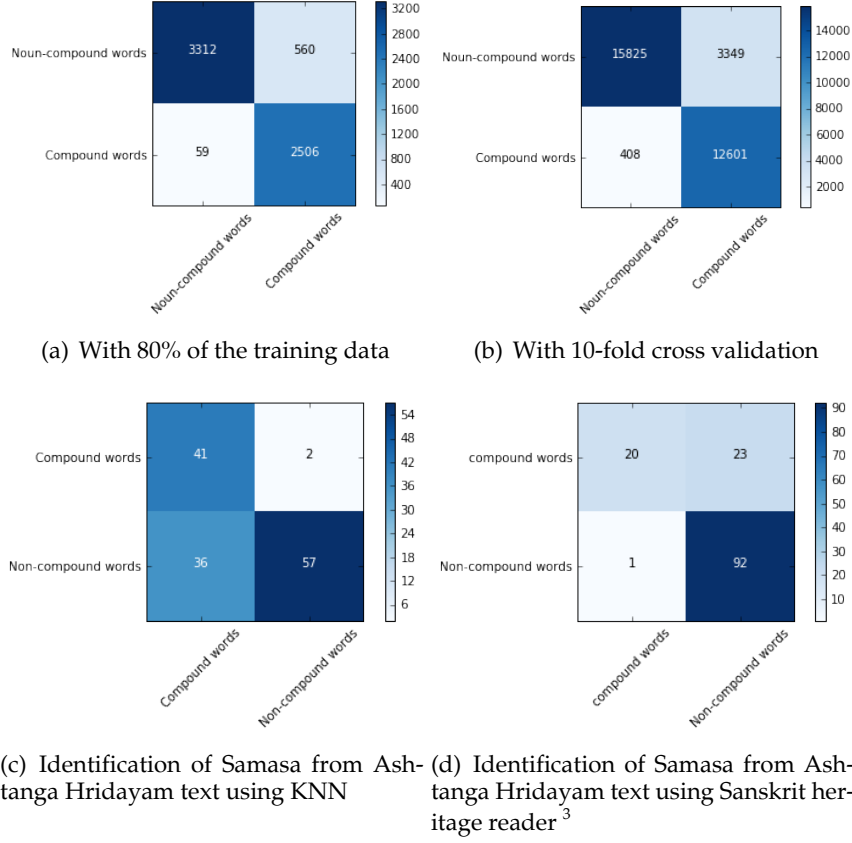 3200
2800
2400
2000
1600
1200
800
400
Noun-compound words
3312
560
Compound words
59
2506
Noun-compound words
Compound words
14000
12000
10000
8000
6000
4000
2000
Noun-compound words
15825
3349
Compound words
408
12601
Noun-compound words
Compound words
(a) With 80% of the training data
(b) With 10-fold cross validation
54
48
42
36
30
24
18
12
6
Compound words
41
2
Non-compound words
36
57
Compound words
Non-compound words
90
80
70
60
50
40
30
20
10
compound words
20
23
Non-compound words
1
92
compound words
Non-compound words
(c) Identification of Samasa from Ash-
tanga Hridayam text using KNN
(d) Identification of Samasa from Ash-
tanga Hridayam text using Sanskrit her-
itage reader 3